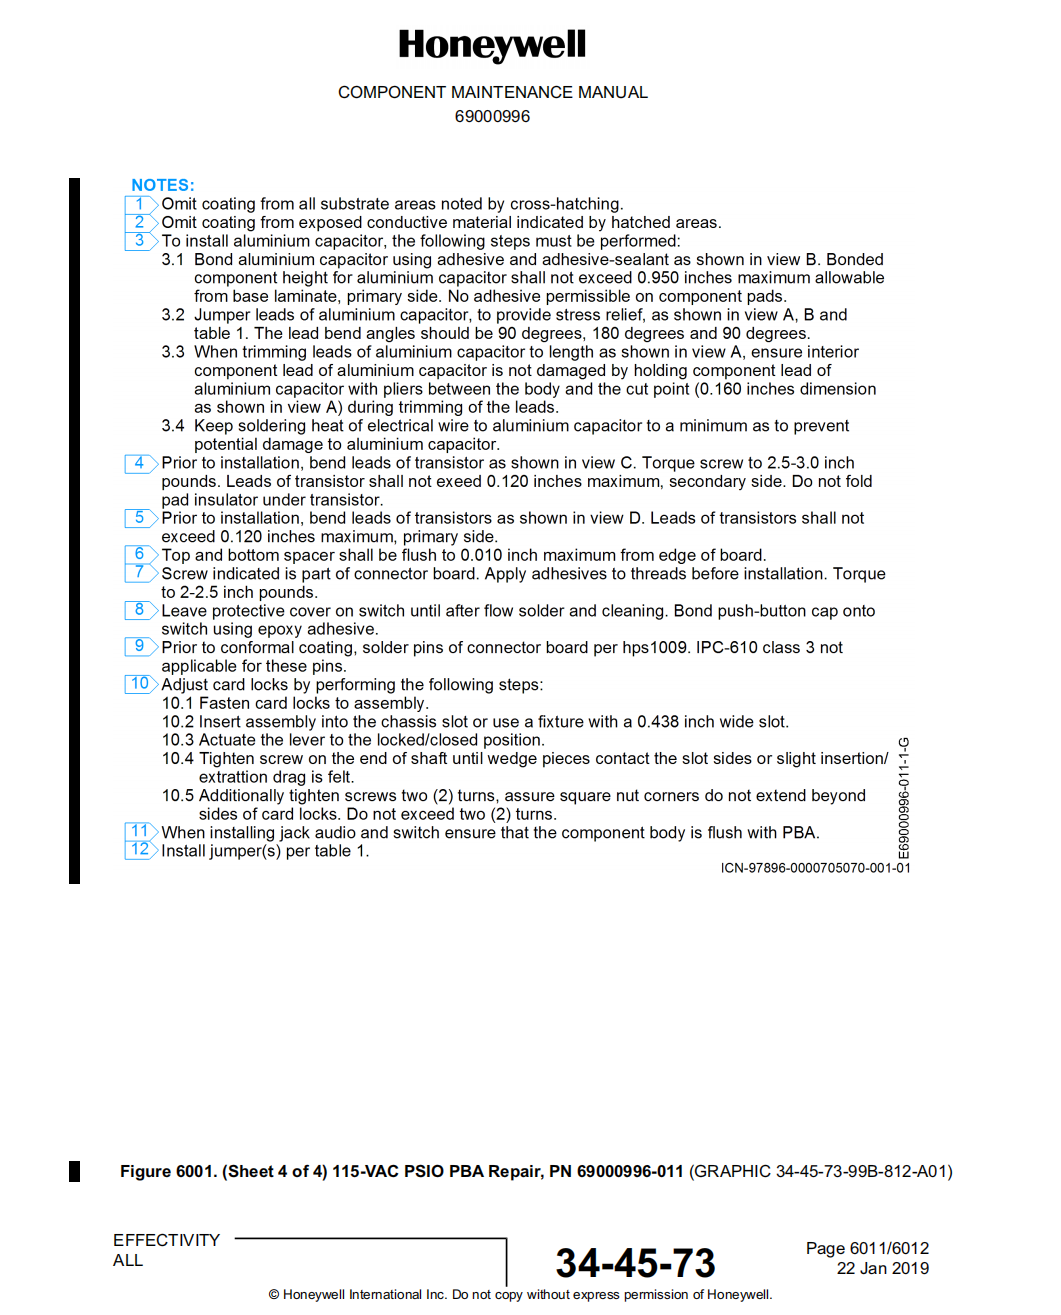 Honeywell
COMPONENT MAINTENANCE MANUAL
69000996
NOTES:
1 Omit coating from all substrate areas noted by cross-hatching.
2 Omit coating from exposed conductive material indicated by hatched areas.
3 To install aluminium capacitor, the following steps must be performed:
3.1 Bond aluminium capacitor using adhesive and adhesive-sealant as shown in view B. Bonded
component height for aluminium capacitor shall not exceed 0.950 inches maximum allowable
from base laminate, primary side. No adhesive permissible on component pads.
3.2 Jumper leads of aluminium capacitor, to provide stress relief, as shown in view A, B and
table 1. The lead bend angles should be 90 degrees, 180 degrees and 90 degrees.
3.3 When trimming leads of aluminium capacitor to length as shown in view A, ensure interior
component lead of aluminium capacitor is not damaged by holding component lead of
aluminium capacitor with pliers between the body and the cut point (0.160 inches dimension
as shown in view A) during trimming of the leads.
3.4 Keep soldering heat of electrical wire to aluminium capacitor to a minimum as to prevent
potential damage to aluminium capacitor.
4 Prior to installation, bend leads of transistor as shown in view C. Torque screw to 2.5-3.0 inch
pounds. Leads of transistor shall not exeed 0.120 inches maximum, secondary side. Do not fold
pad insulator under transistor.
5 Prior to installation, bend leads of transistors as shown in view D. Leads of transistors shall not
exceed 0.120 inches maximum, primary side.
6 Top and bottom spacer shall be flush to 0.010 inch maximum from edge of board.
7 Screw indicated is part of connector board. Apply adhesives to threads before installation. Torque
to 2-2.5 inch pounds.
8 Leave protective cover on switch until after flow solder and cleaning. Bond push-button cap onto
switch using epoxy adhesive.
9 Prior to conformal coating, solder pins of connector board per hps1009. IPC-610 class 3 not
applicable for these pins.
10 Adjust card locks by performing the following steps:
10.1 Fasten card locks to assembly.
10.2 Insert assembly into the chassis slot or use a fixture with a 0.438 inch wide slot.
10.3 Actuate the lever to the locked/closed position.
10.4 Tighten screw on the end of shaft until wedge pieces contact the slot sides or slight insertion/
extrattion drag is felt.
10.5 Additionally tighten screws two (2) turns, assure square nut corners do not extend beyond
sides of card locks. Do not exceed two (2) turns.
11 When installing jack audio and switch ensure that the component body is flush with PBA.
12 Install jumper(s) per table 1.
E69000996-011-1-G
ICN-97896-0000705070-001-01
Figure 6001. (Sheet 4 of 4) 115-VAC PSIO PBA Repair, PN 69000996-011 (GRAPHIC 34-45-73-99B-812-A01)
EFFECTIVITY
ALL
34-45-73
Page 6011/6012
22 Jan 2019
© Honeywell International Inc. Do not copy without express permission of Honeywell.